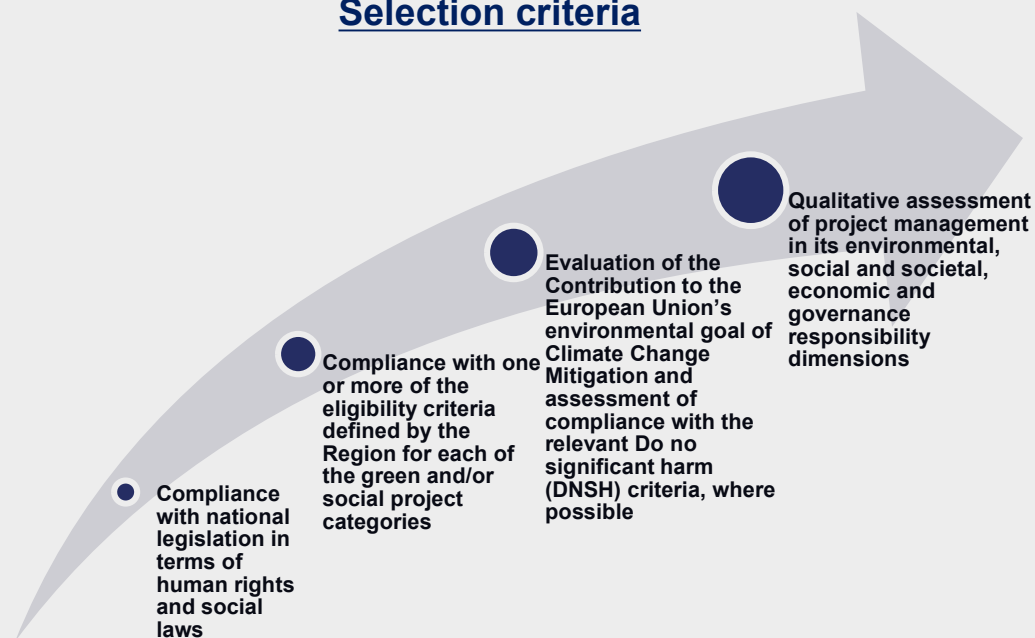 Selection criteria
Compliance
with national
legislation in
terms of
human rights
and social
laws
Compliance with one
or more of the
eligibility criteria
defined by the
Region for each of
the green and/or
social project
categories
Evaluation of the
Contribution to the
European Union’s
environmental goal of
Climate Change
Mitigation and
assessment of
compliance with the
relevant Do no
significant harm
(DNSH) criteria, where
possible
Qualitative assessment
of project management
in its environmental,
social and societal,
economic and
governance
responsibility
dimensions